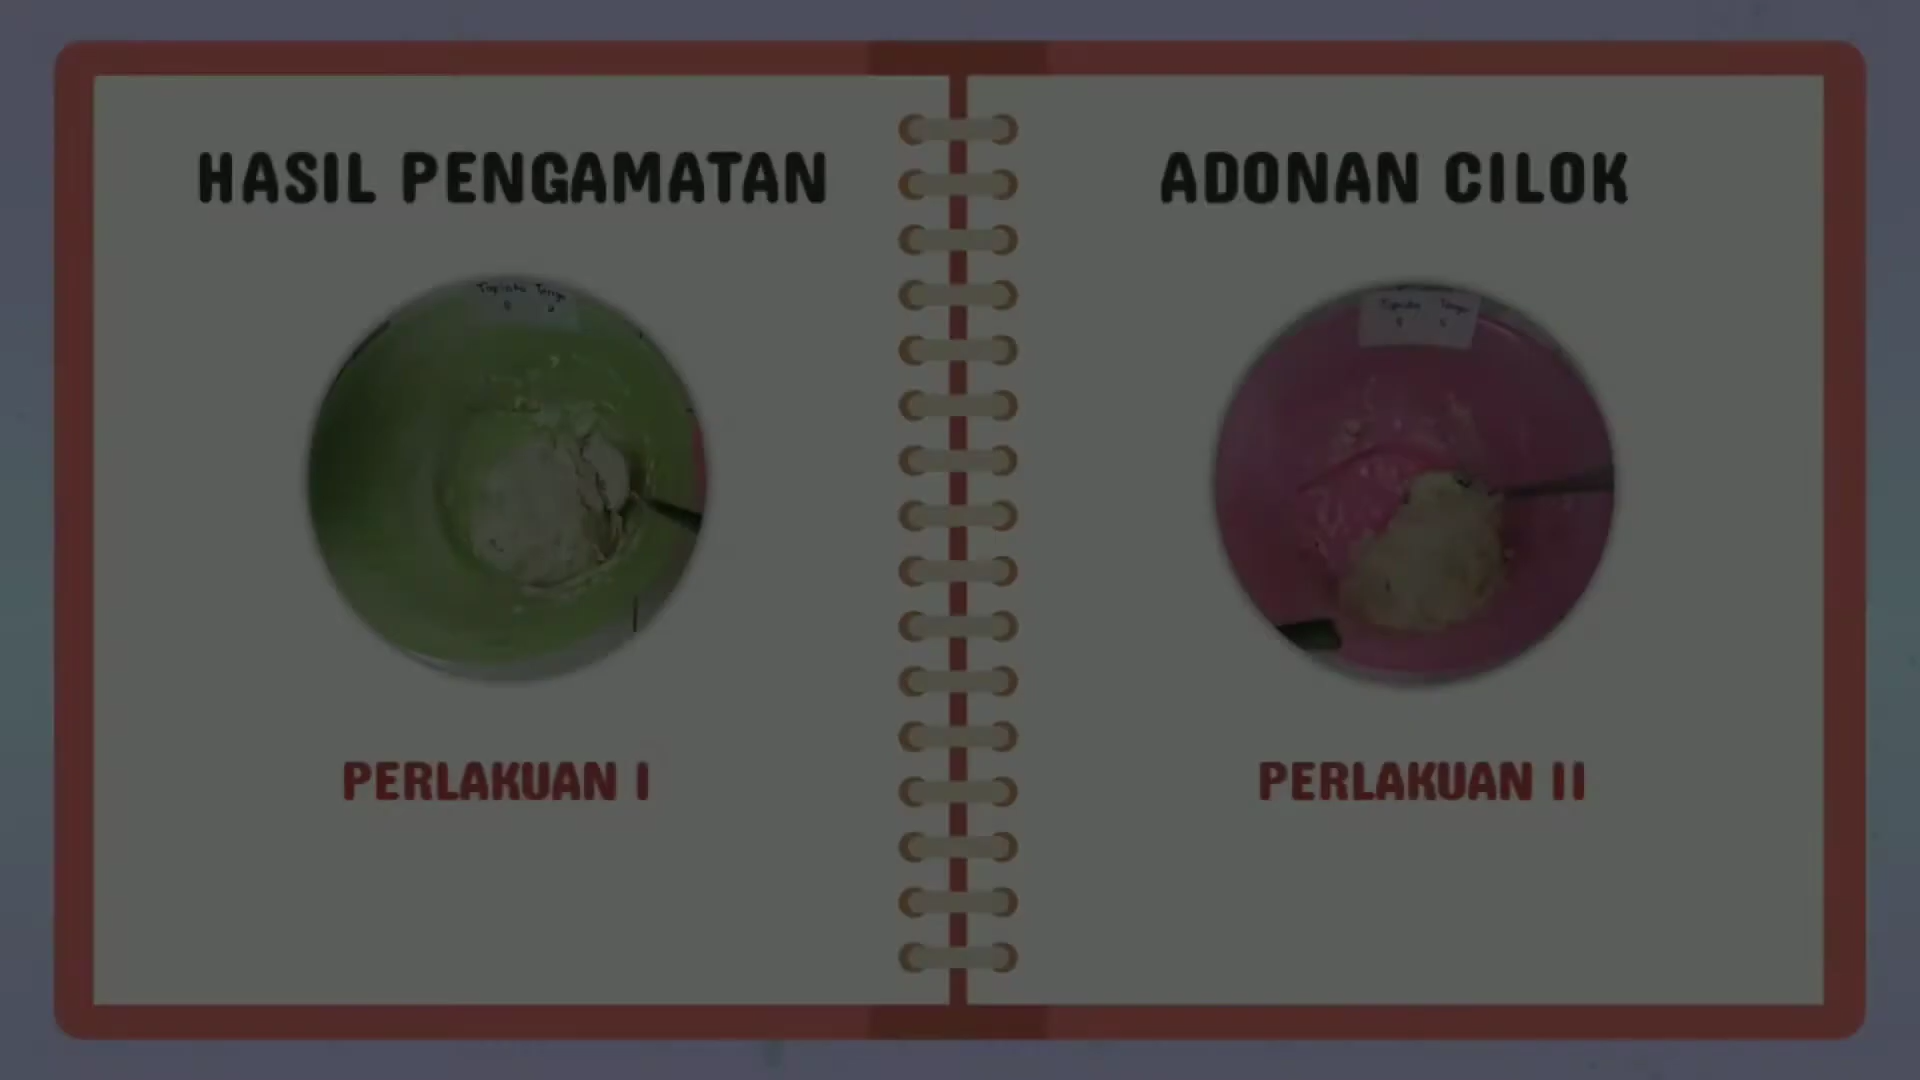 HASIL PENGAMATAN
ADONAN CILOK
PERLAKUAN I
PERLAKUAN II